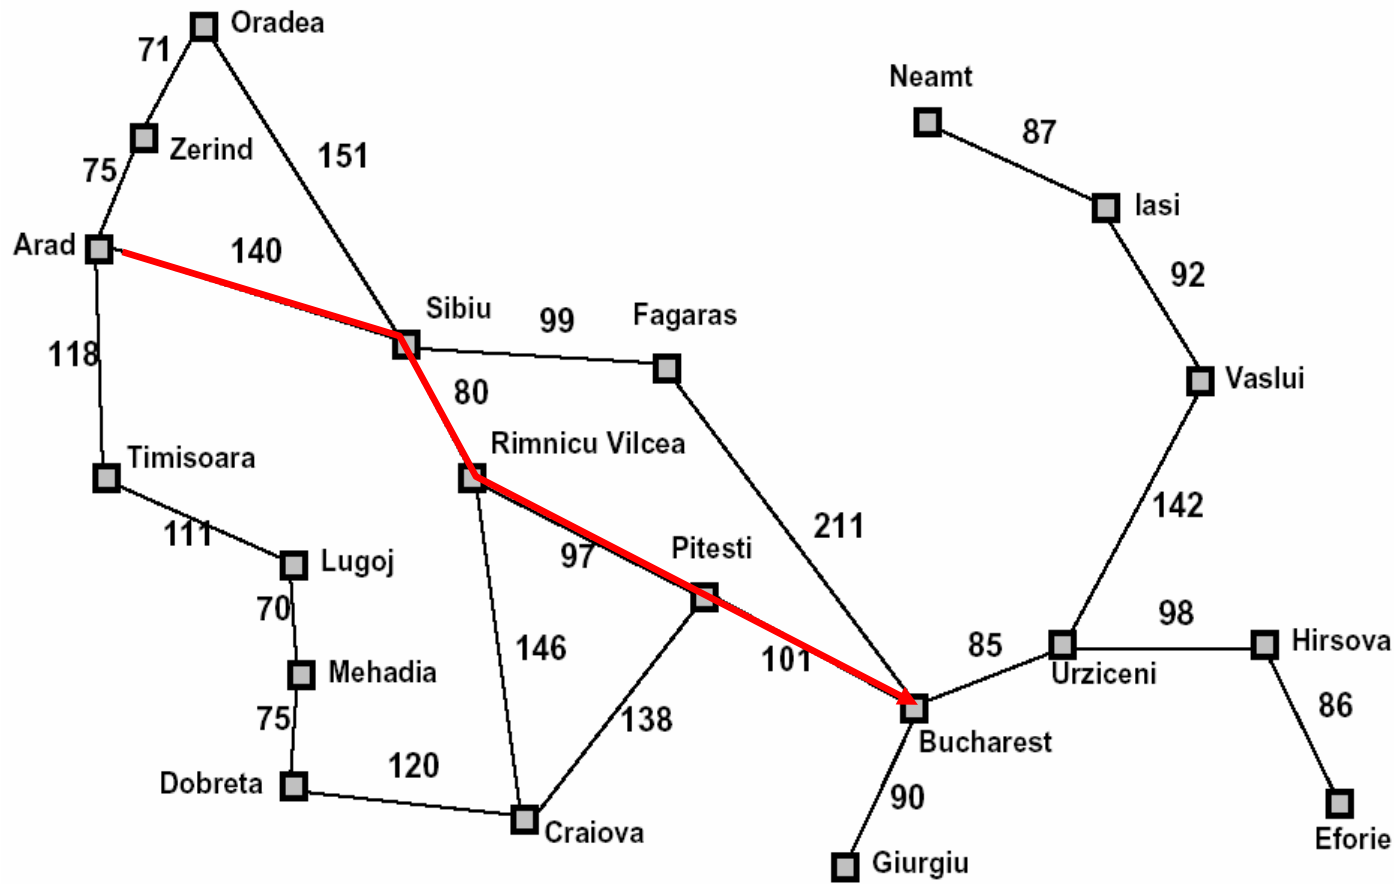 Oradea
71
Neamt
87
Zerind
151
75
Iasi
Arad
140
92
Sibiu
99
Fagaras
118
80
Vaslui
Rimnicu Vilcea
Timisoara
142
211
111
97
Pitesti
Lugoj
70
98
Hirsova
146
101
85
Urziceni
Mehadia
75
138
86
Bucharest
120
Dobreta
90
Craiova
Eforie
Giurgiu